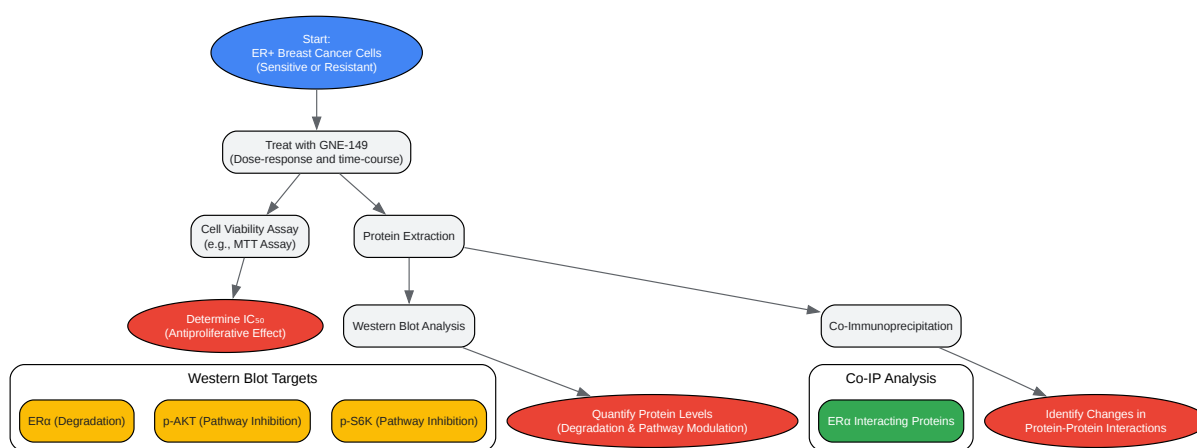 Start:
ER+ Breast Cancer Cells
(Sensitive or Resistant)
Treat with GNE-149
(Dose-response and time-course)
Cell Viability Assay
(e.g., MTT Assay)
Protein Extraction
Determine IC₅₀
(Antiproliferative Effect)
Western Blot Analysis
Co-Immunoprecipitation
Western Blot Targets
ERα (Degradation)
p-AKT (Pathway Inhibition)
p-S6K (Pathway Inhibition)
Quantify Protein Levels
(Degradation & Pathway Modulation)
Co-IP Analysis
ERα Interacting Proteins
Identify Changes in
Protein-Protein Interactions